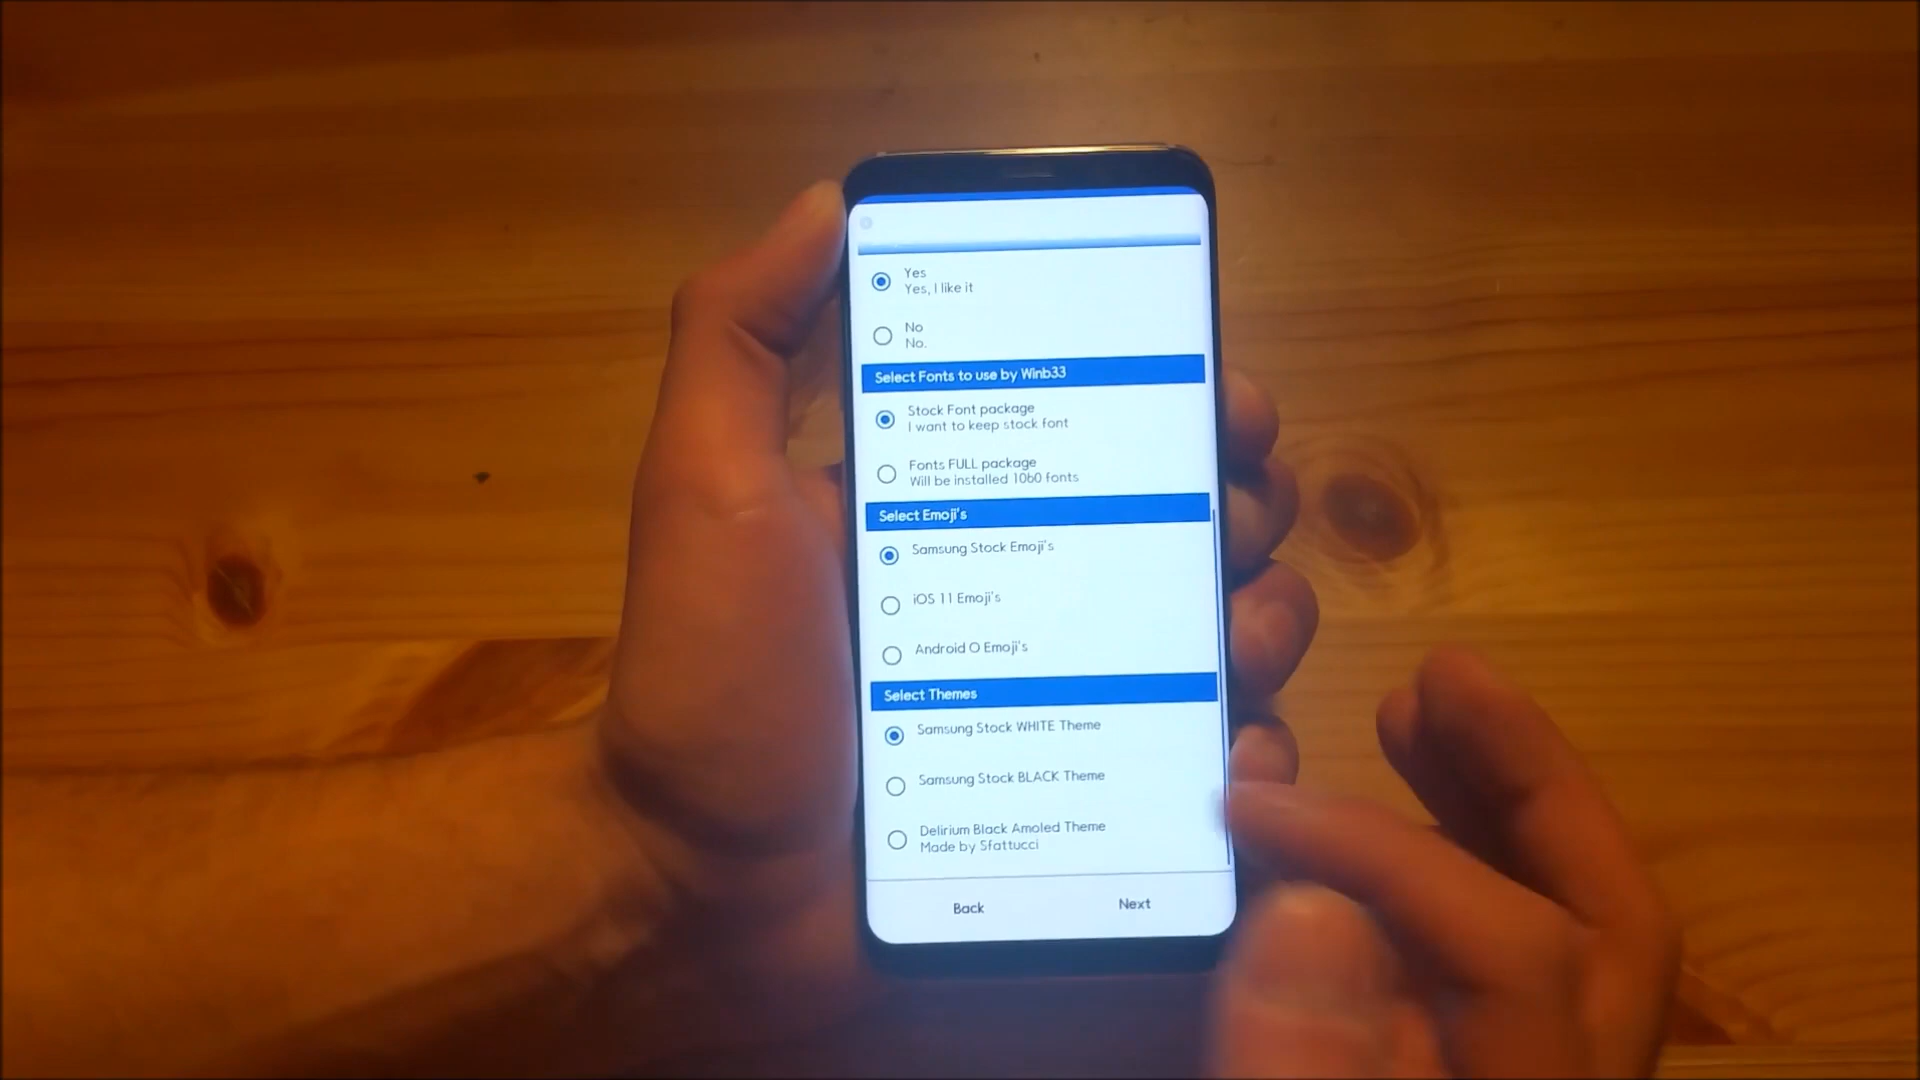 Yes
Yes, I like it
No
No.
Select Fonts to use by Winb33
Stock Font package
I want to keep stock font
Fonts FULL package
Will be installed 1060 fonts
Select Emoji's
Samsung Stock Emoji's
iOS 11 Emoji's
Android O Emoji's
Select Themes
Samsung Stock WHITE Theme
Samsung Stock BLACK Theme
Delirium Black Amoled Theme
Made by Sfattucci
Back
Next